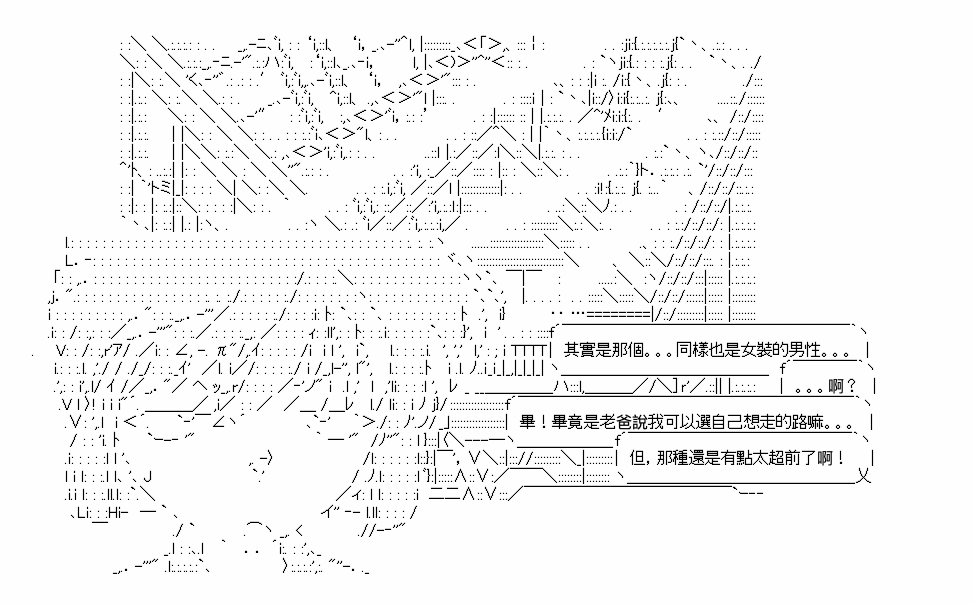 其實是那個。。。同樣也是女裝的男性。。。
。。。啊？
畢！畢竟是老爸說我可以選自己想走的路嘛。。。
但，那種還是有點太超前了啊！